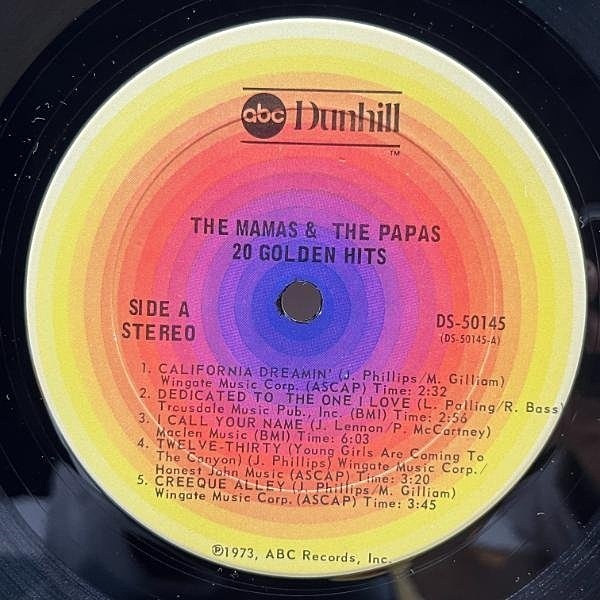 abc Dunhill
TM
THE MAMAS & THE PAPAS
20 GOLDEN HITS
SIDE A
STEREO
DS-50145
(DS-50145-A)
1. CALIFORNIA DREAMIN' (J. Phillips/M. Gilliam)
Wingate Music Corp. (ASCAP) Time: 2:32
2. DEDICATED TO THE ONE I LOVE (L. Palling/R. Bass)
Trousdale Music Pub., Inc. (BMI) Time: 2:56
3. I CALL YOUR NAME (J. Lennon/P. McCartney)
Maclen Music (BMI) Time: 6:03
4. TWELVE-THIRTY (Young Girls Are Coming To
The Canyon) (J. Phillips) Wingate Music Corp./
Honest John Music (ASCAP) Time: 3:20
5. CREEQUE ALLEY (J. Phillips/M. Gilliam)
Wingate Music Corp. (ASCAP) Time: 3:45
℗1973, ABC Records, Inc.